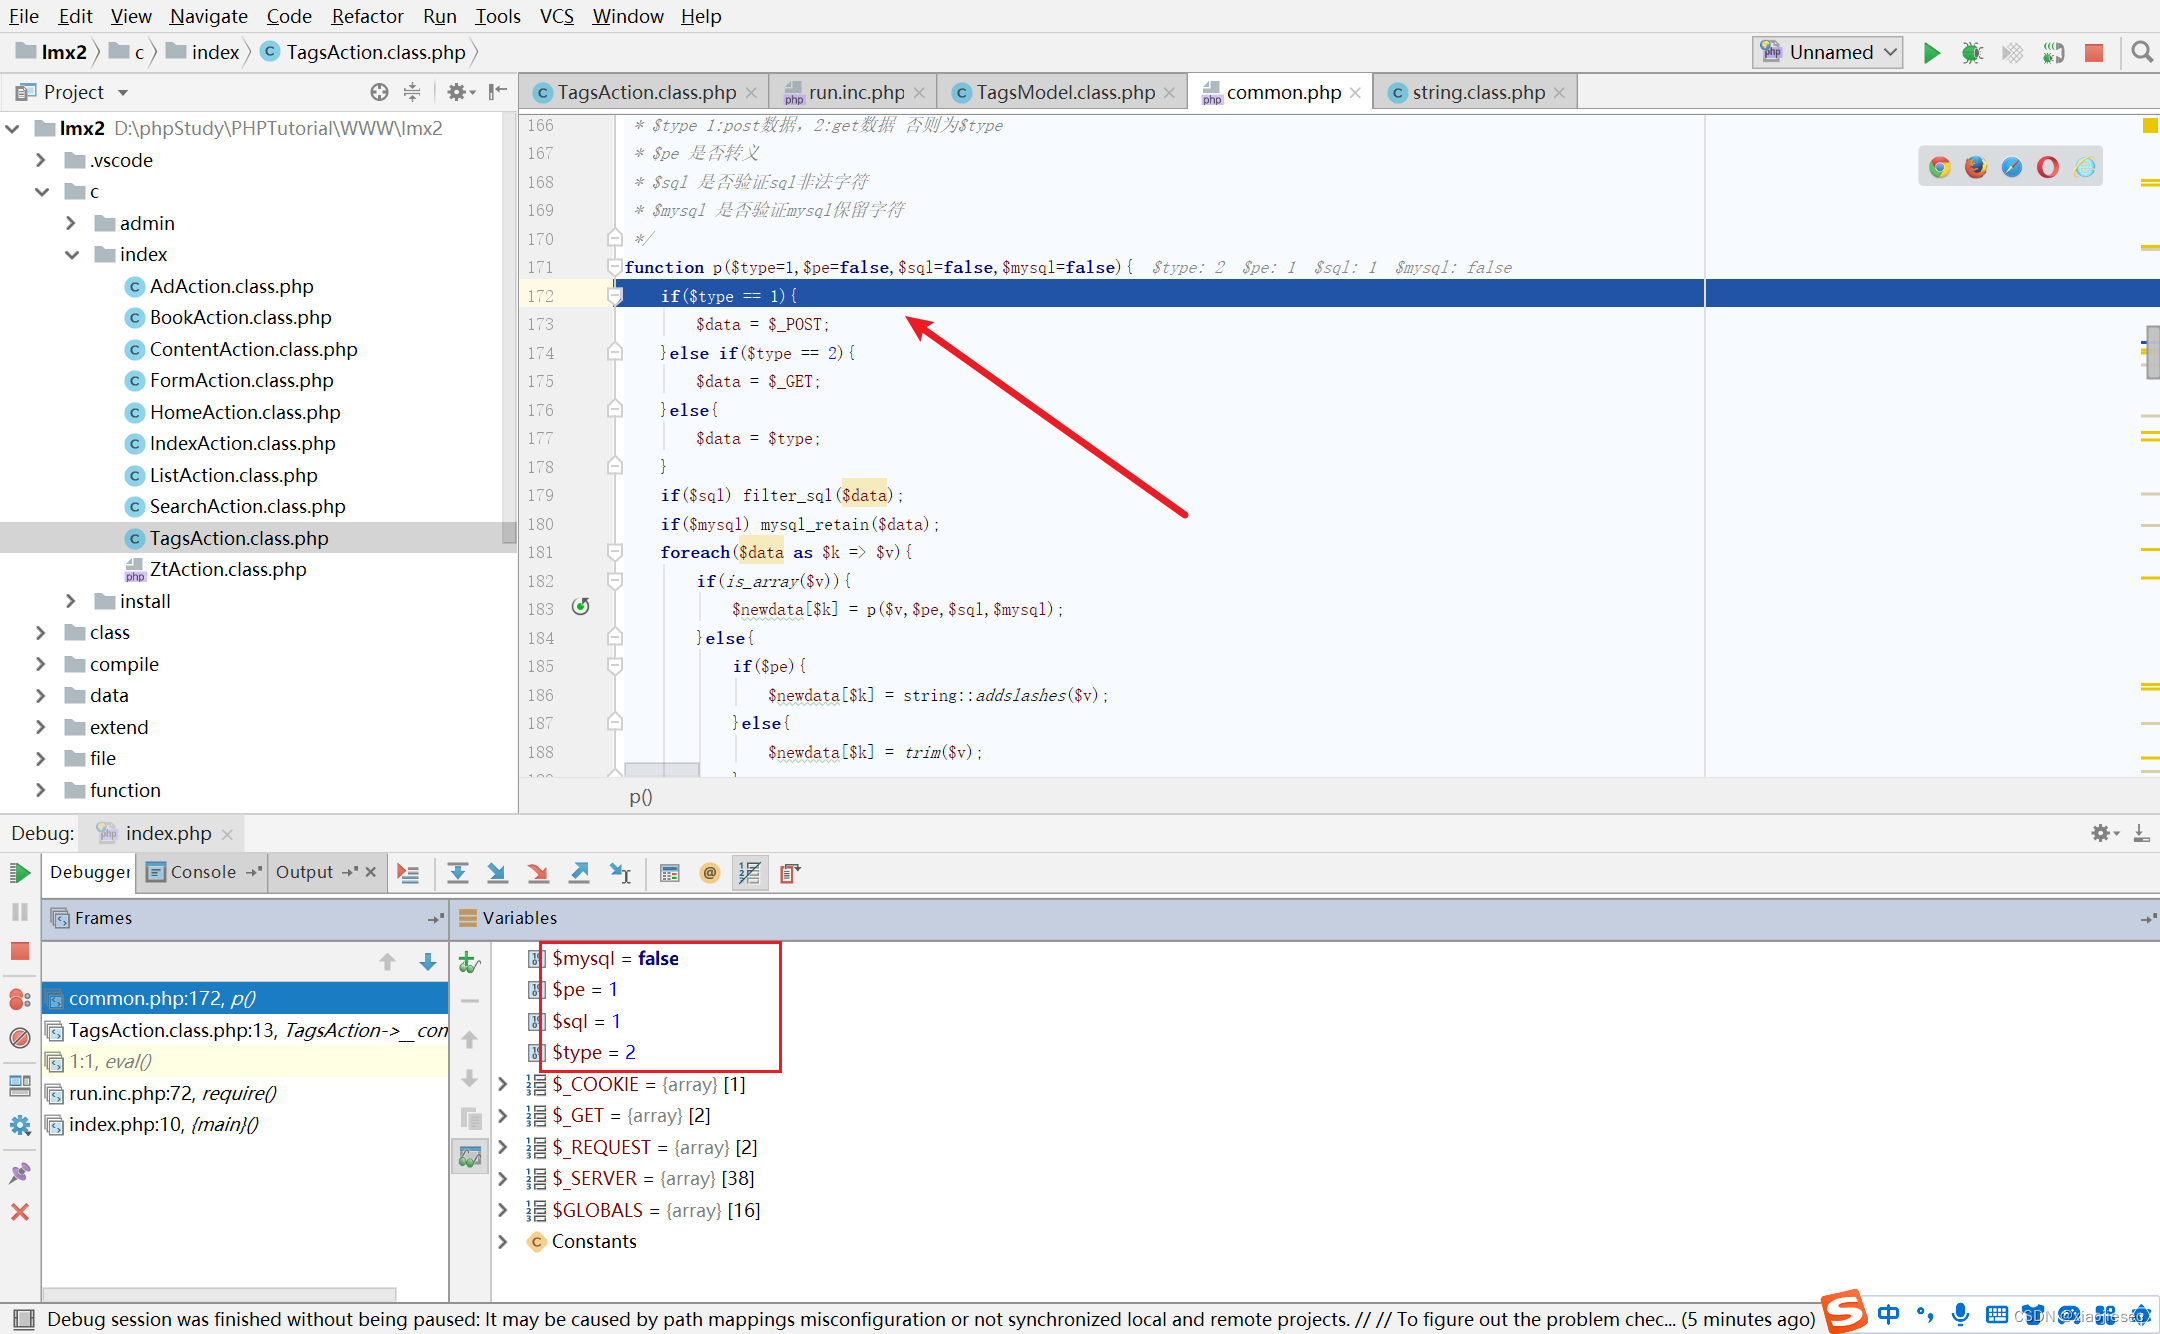 File Edit View Navigate Code Refactor Run Tools VCS Window Help
lmx2 c index TagsAction.class.php
Unnamed
Project
TagsAction.class.php run.inc.php TagsModel.class.php common.php string.class.php
lmx2 D:\phpStudy\PHPTutorial\WWW\lmx2
.vscode
c
admin
index
AdAction.class.php
BookAction.class.php
ContentAction.class.php
FormAction.class.php
HomeAction.class.php
IndexAction.class.php
ListAction.class.php
SearchAction.class.php
TagsAction.class.php
ZtAction.class.php
install
class
compile
data
extend
file
function
166 * $type 1:post数据, 2:get数据 否则为$type
167 * $pe 是否转义
168 * $sql 是否验证sql非法字符
169 * $mysql 是否验证mysql保留字符
170 */
171 function p($type=1,$pe=false,$sql=false,$mysql=false){ $type: 2 $pe: 1 $sql: 1 $mysql: false
172 if($type == 1){
173 $data = $_POST;
174 }else if($type == 2){
175 $data = $_GET;
176 }else{
177 $data = $type;
178 }
179 if($sql) filter_sql($data);
180 if($mysql) mysql_retain($data);
181 foreach($data as $k => $v){
182 if(is_array($v)){
183 $newdata[$k] = p($v,$pe,$sql,$mysql);
184 }else{
185 if($pe){
186 $newdata[$k] = string::addslashes($v);
187 }else{
188 $newdata[$k] = trim($v);
p()
Debug: index.php
Debugger Console Output
Frames
Variables
common.php:172, p()
TagsAction.class.php:13, TagsAction->__con
1:1, eval()
run.inc.php:72, require()
index.php:10, {main}()
$mysql = false
$pe = 1
$sql = 1
$type = 2
$_COOKIE = {array} [1]
$_GET = {array} [2]
$_REQUEST = {array} [2]
$_SERVER = {array} [38]
$GLOBALS = {array} [16]
Constants
Debug session was finished without being paused: It may be caused by path mappings misconfiguration or not synchronized local and remote projects. // // To figure out the problem chec... (5 minutes ago)
中